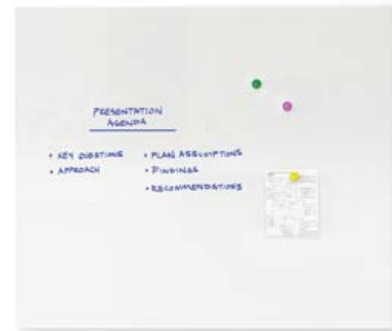 PRESENTATION
AGENDA
• KEY QUESTIONS
• APPROACH
• PLAN ASSUMPTIONS
• FINDINGS
• RECOMMENDATIONS